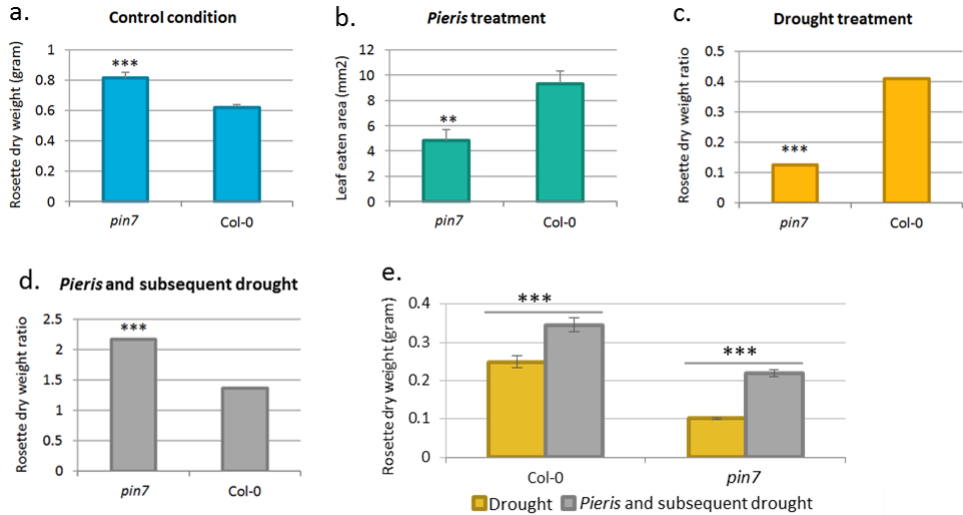 a.
Control condition
Rosette dry weight (gram)
1
0.8
0.6
0.4
0.2
0
***
pin7
Col-0
b.
Pieris treatment
Leaf eaten area (mm2)
12
10
8
6
4
2
0
**
pin7
Col-0
c.
Drought treatment
Rosette dry weight ratio
0.5
0.4
0.3
0.2
0.1
0
***
pin7
Col-0
d.
Pieris and subsequent drought
Rosette dry weight ratio
2.5
2
1.5
1
0.5
0
***
pin7
Col-0
e.
Rosette dry weight (gram)
0.4
0.3
0.2
0.1
0
***
***
Col-0
pin7
Drought
Pieris and subsequent drought